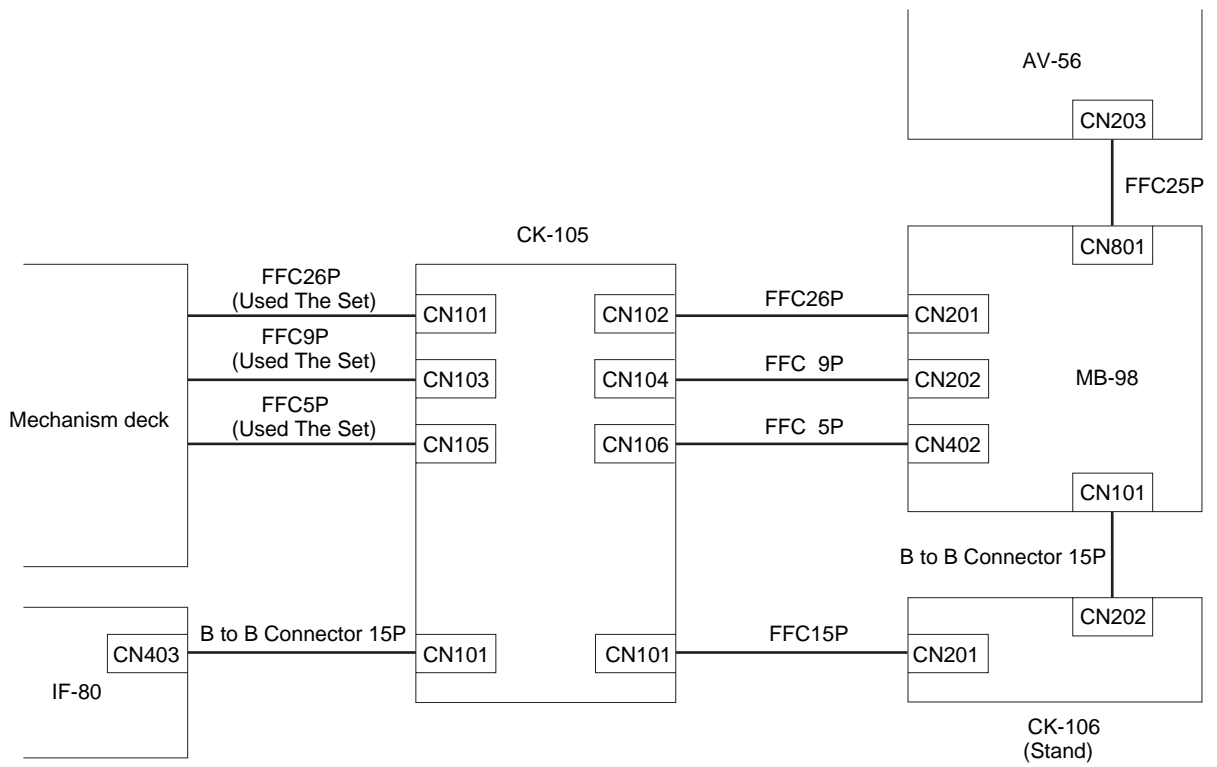 AV-56
CN203
FFC25P
CK-105
CN801
FFC26P
(Used The Set)
CN101
CN102
FFC26P
CN201
FFC9P
(Used The Set)
CN103
CN104
FFC 9P
CN202
MB-98
Mechanism deck
FFC5P
(Used The Set)
CN105
CN106
FFC 5P
CN402
CN101
B to B Connector 15P
CN202
CN403
B to B Connector 15P
CN101
CN101
FFC15P
CN201
IF-80
CK-106
(Stand)